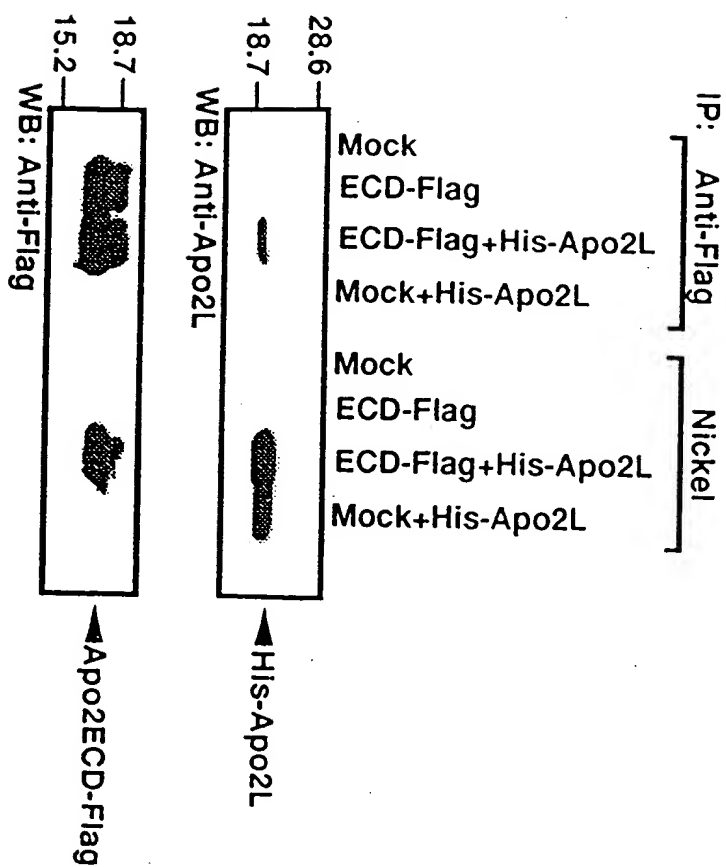 IP:
Anti-Flag
Nickel
Mock
ECD-Flag
ECD-Flag+His-Apo2L
Mock+His-Apo2L
Mock
ECD-Flag
ECD-Flag+His-Apo2L
Mock+His-Apo2L
28.6
18.7
His-Apo2L
WB: Anti-Apo2L
18.7
15.2
Apo2ECD-Flag
WB: Anti-Flag